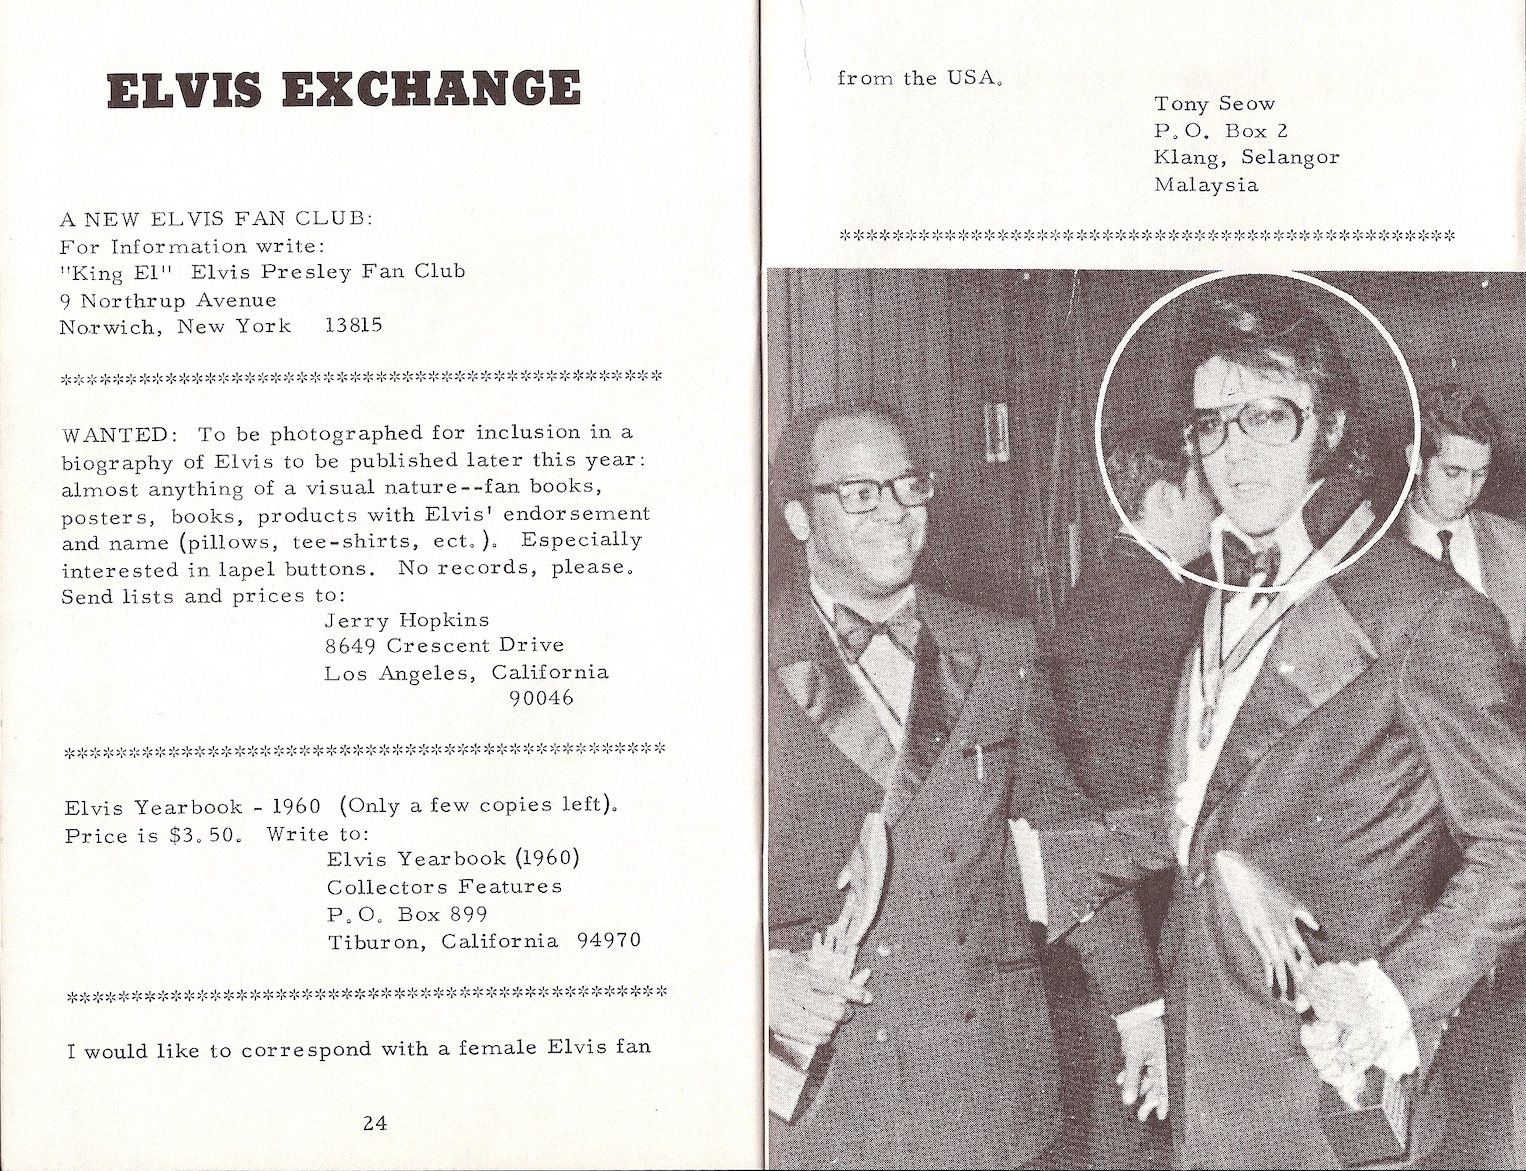 ELVIS EXCHANGE
A NEW ELVIS FAN CLUB:
For Information write:
"King El" Elvis Presley Fan Club
9 Northrup Avenue
Norwich, New York 13815
**********************************************
WANTED: To be photographed for inclusion in a
biography of Elvis to be published later this year:
almost anything of a visual nature--fan books,
posters, books, products with Elvis' endorsement
and name (pillows, tee-shirts, ect.). Especially
interested in lapel buttons. No records, please.
Send lists and prices to:
Jerry Hopkins
8649 Crescent Drive
Los Angeles, California
90046
**********************************************
Elvis Yearbook - 1960 (Only a few copies left).
Price is $3.50. Write to:
Elvis Yearbook (1960)
Collectors Features
P.O. Box 899
Tiburon, California 94970
**********************************************
I would like to correspond with a female Elvis fan
24
from the USA.
Tony Seow
P.O. Box 2
Klang, Selangor
Malaysia
***********************************************